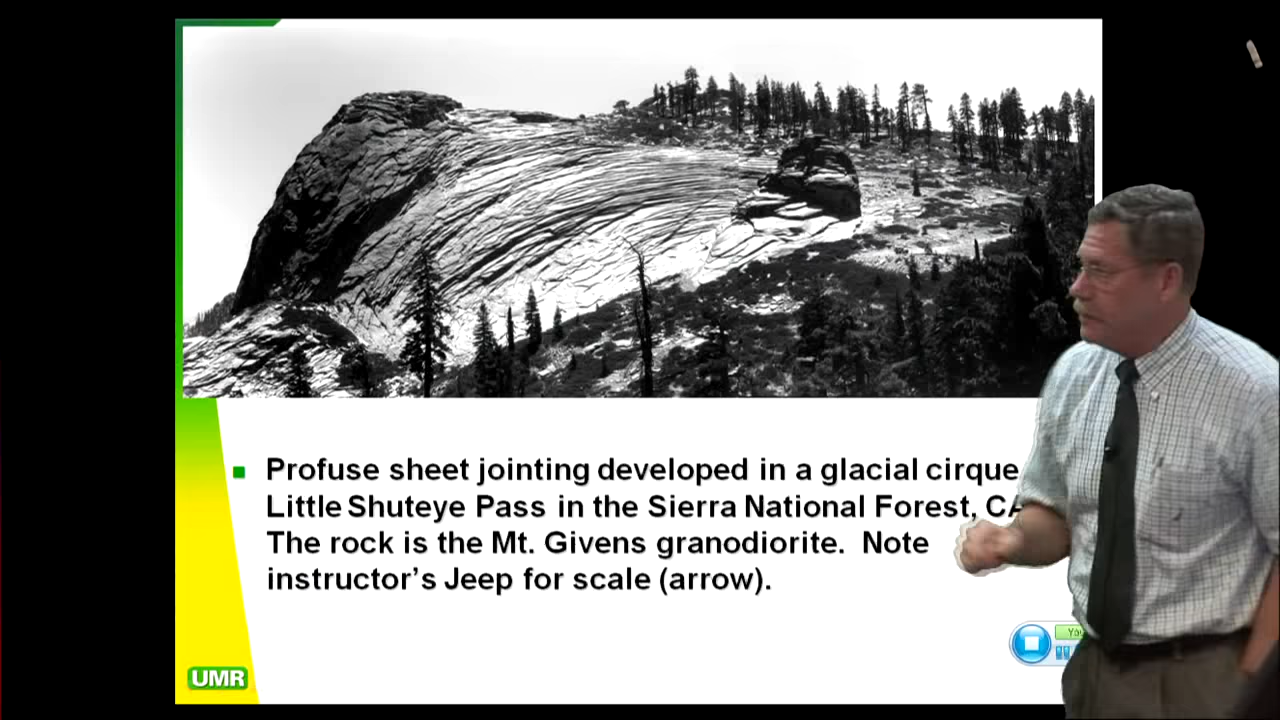 Profuse sheet jointing developed in a glacial cirque
Little Shuteye Pass in the Sierra National Forest, CA
The rock is the Mt. Givens granodiorite. Note
instructor's Jeep for scale (arrow).
UMR